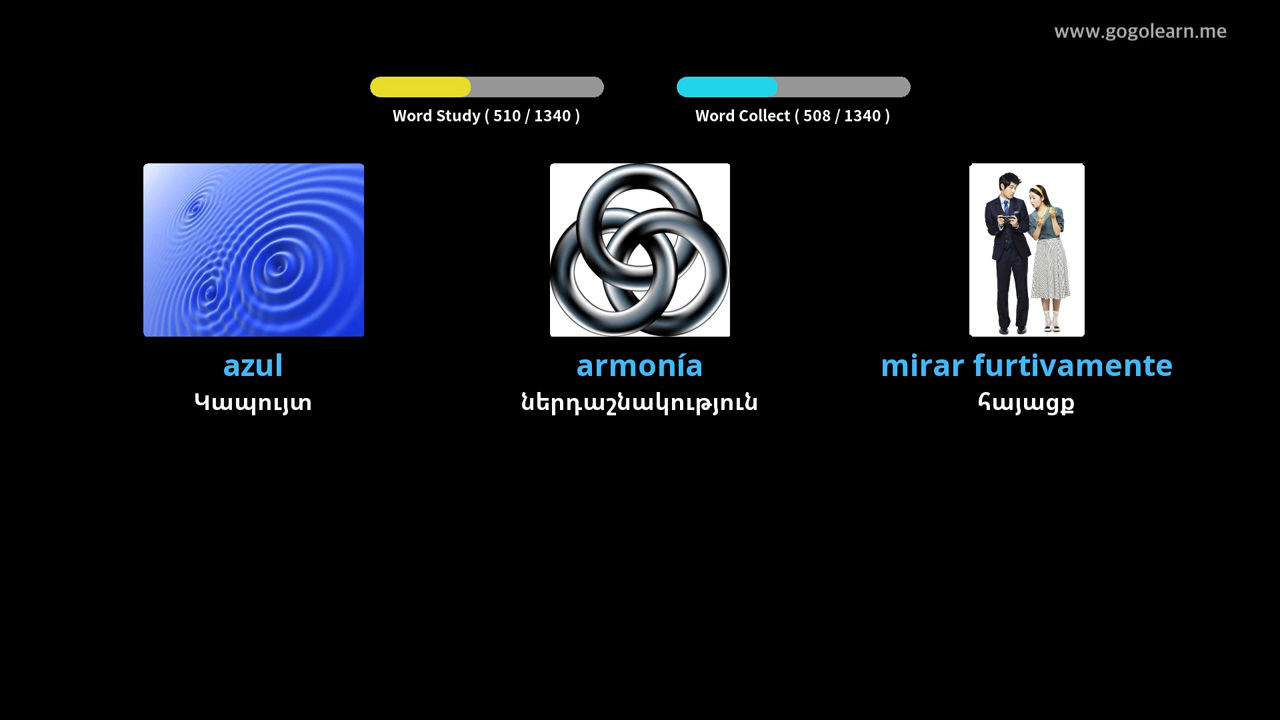 www.gogolearn.me
Word Study ( 510 / 1340 )
Word Collect ( 508 / 1340 )
azul
armonía
mirar furtivamente
Կապույտ
ներդաշնակություն
հայացք